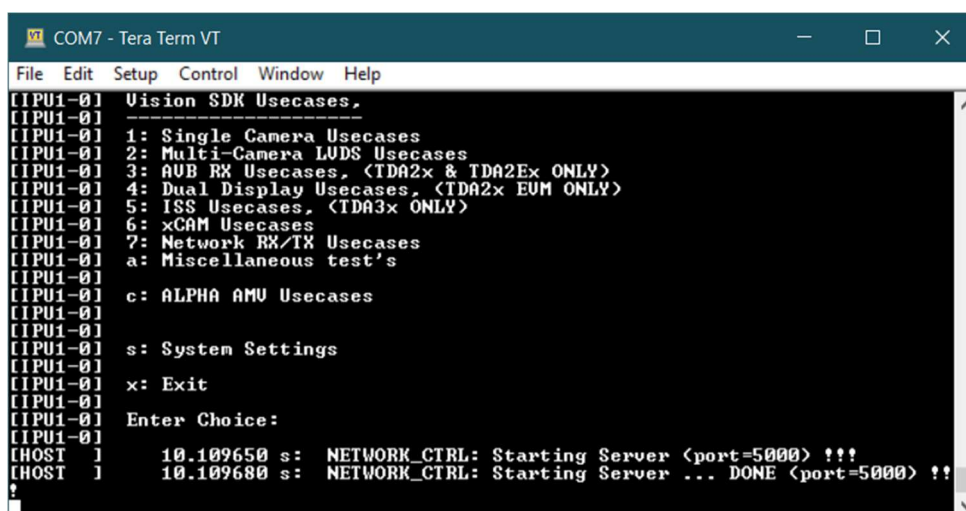 COM7 - Tera Term VT
File Edit Setup Control Window Help
[IPU1-0] Vision SDK Usecases,
[IPU1-0] --------------------
[IPU1-0] 1: Single Camera Usecases
[IPU1-0] 2: Multi-Camera LVDS Usecases
[IPU1-0] 3: AVB RX Usecases, (TDA2x & TDA2Ex ONLY)
[IPU1-0] 4: Dual Display Usecases, (TDA2x EVM ONLY)
[IPU1-0] 5: ISS Usecases, (TDA3x ONLY)
[IPU1-0] 6: xCAM Usecases
[IPU1-0] 7: Network RX/TX Usecases
[IPU1-0] a: Miscellaneous test's
[IPU1-0]
[IPU1-0] c: ALPHA AMV Usecases
[IPU1-0]
[IPU1-0]
[IPU1-0] s: System Settings
[IPU1-0]
[IPU1-0] x: Exit
[IPU1-0]
[IPU1-0] Enter Choice:
[IPU1-0]
[HOST ] 10.109650 s: NETWORK_CTRL: Starting Server (port=5000) !!!
[HOST ] 10.109680 s: NETWORK_CTRL: Starting Server ... DONE (port=5000) !!
!